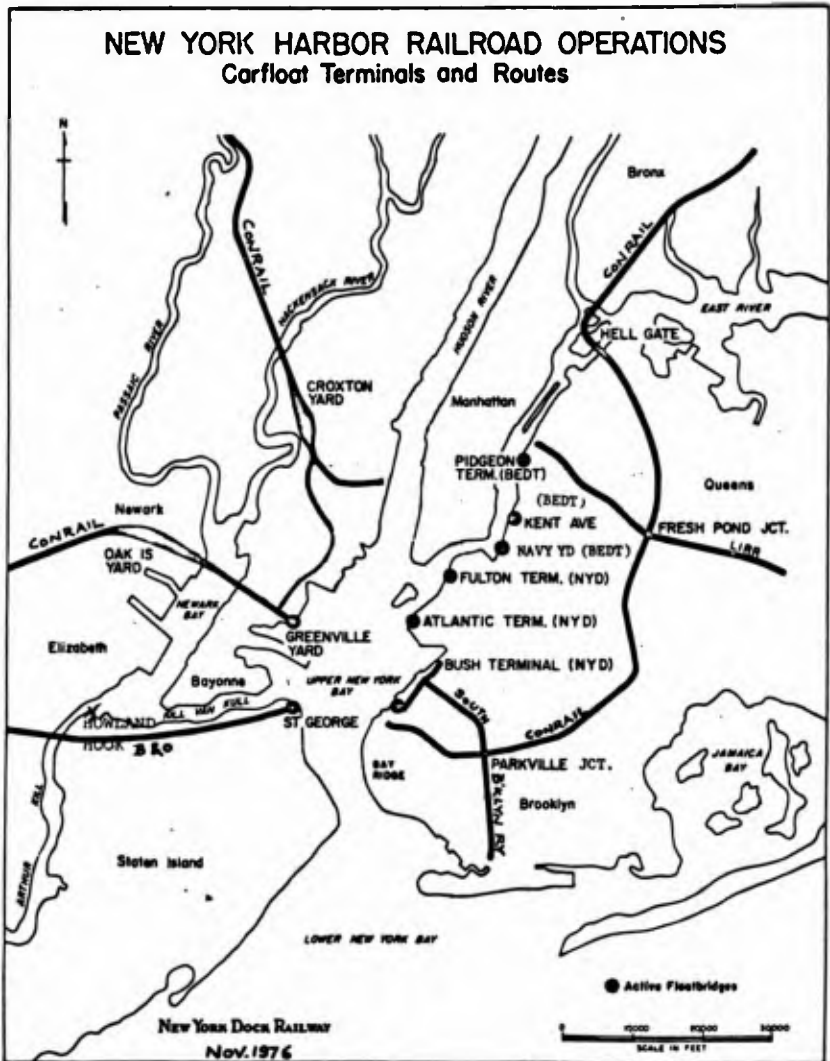 NEW YORK HARBOR RAILROAD OPERATIONS
Carfloat Terminals and Routes
N
Bronx
CONRAIL
CONRAIL
HACKENSACK RIVER
HUDSON RIVER
EAST RIVER
PASSAIC RIVER
HELL GATE
CROXTON
YARD
Manhattan
PIDGEON
TERM. (BEDT)
Queens
(BEDT)
Newark
KENT AVE
FRESH POND JCT.
CONRAIL
NAVY YD (BEDT)
LIRR
OAK IS
YARD
FULTON TERM. (NYD)
NEWARK
BAY
ATLANTIC TERM. (NYD)
GREENVILLE
YARD
Elizabeth
BUSH TERMINAL (NYD)
Bayonne
UPPER NEW YORK
BAY
SOUTH
KILL VAN KULL
HOWLAND
HOOK B&O
ST GEORGE
CONRAIL
BAY
RIDGE
PARKVILLE JCT.
JAMAICA
BAY
B'KLYN RY
Brooklyn
ARTHUR KILL
Staten Island
LOWER NEW YORK BAY
Active Floatbridges
NEW YORK DOCK RAILWAY
Nov. 1976
0 10000 20000 30000
SCALE IN FEET